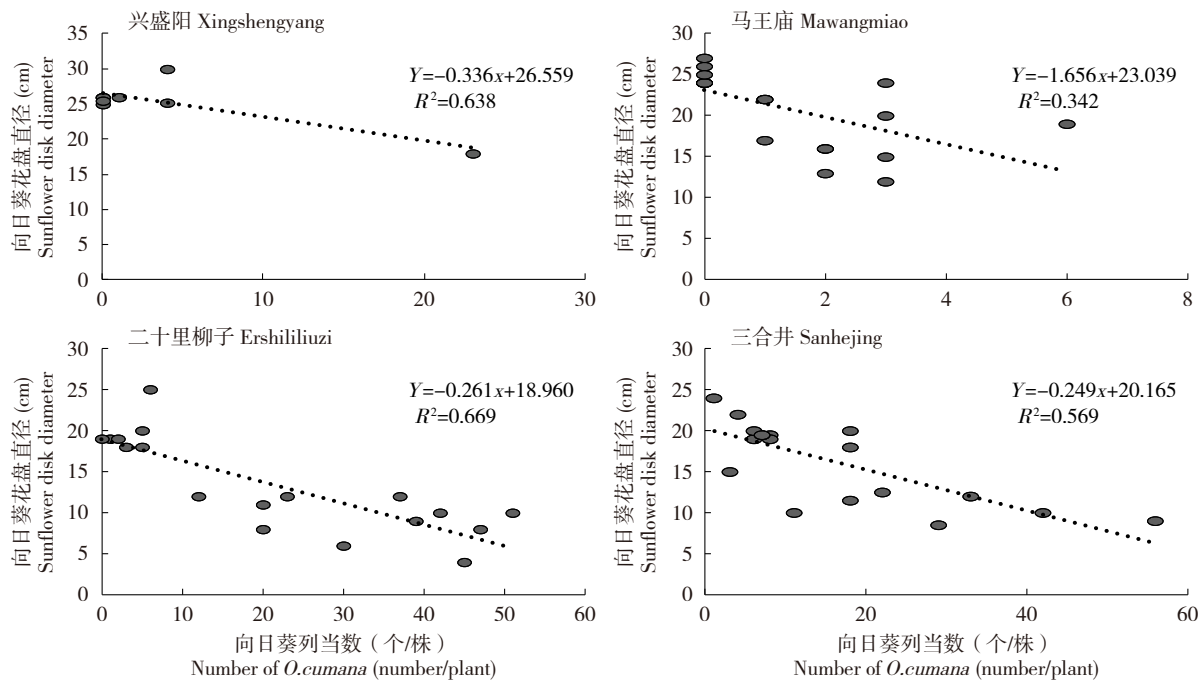 兴盛阳 Xingshengyang
向日葵花盘直径 (cm)
Sunflower disk diameter
35
30
25
20
15
10
5
0
0 10 20 30
Y=−0.336x+26.559
R²=0.638
马王庙 Mawangmiao
向日葵花盘直径 (cm)
Sunflower disk diameter
30
25
20
15
10
5
0
0 2 4 6 8
Y=−1.656x+23.039
R²=0.342
二十里柳子 Ershililiuzi
向日葵花盘直径 (cm)
Sunflower disk diameter
30
25
20
15
10
5
0
0 10 20 30 40 50 60
Y=−0.261x+18.960
R²=0.669
向日葵列当数（个/株）
Number of O.cumana (number/plant)
三合井 Sanhejing
向日葵花盘直径 (cm)
Sunflower disk diameter
30
25
20
15
10
5
0
0 20 40 60
Y=−0.249x+20.165
R²=0.569
向日葵列当数（个/株）
Number of O.cumana (number/plant)